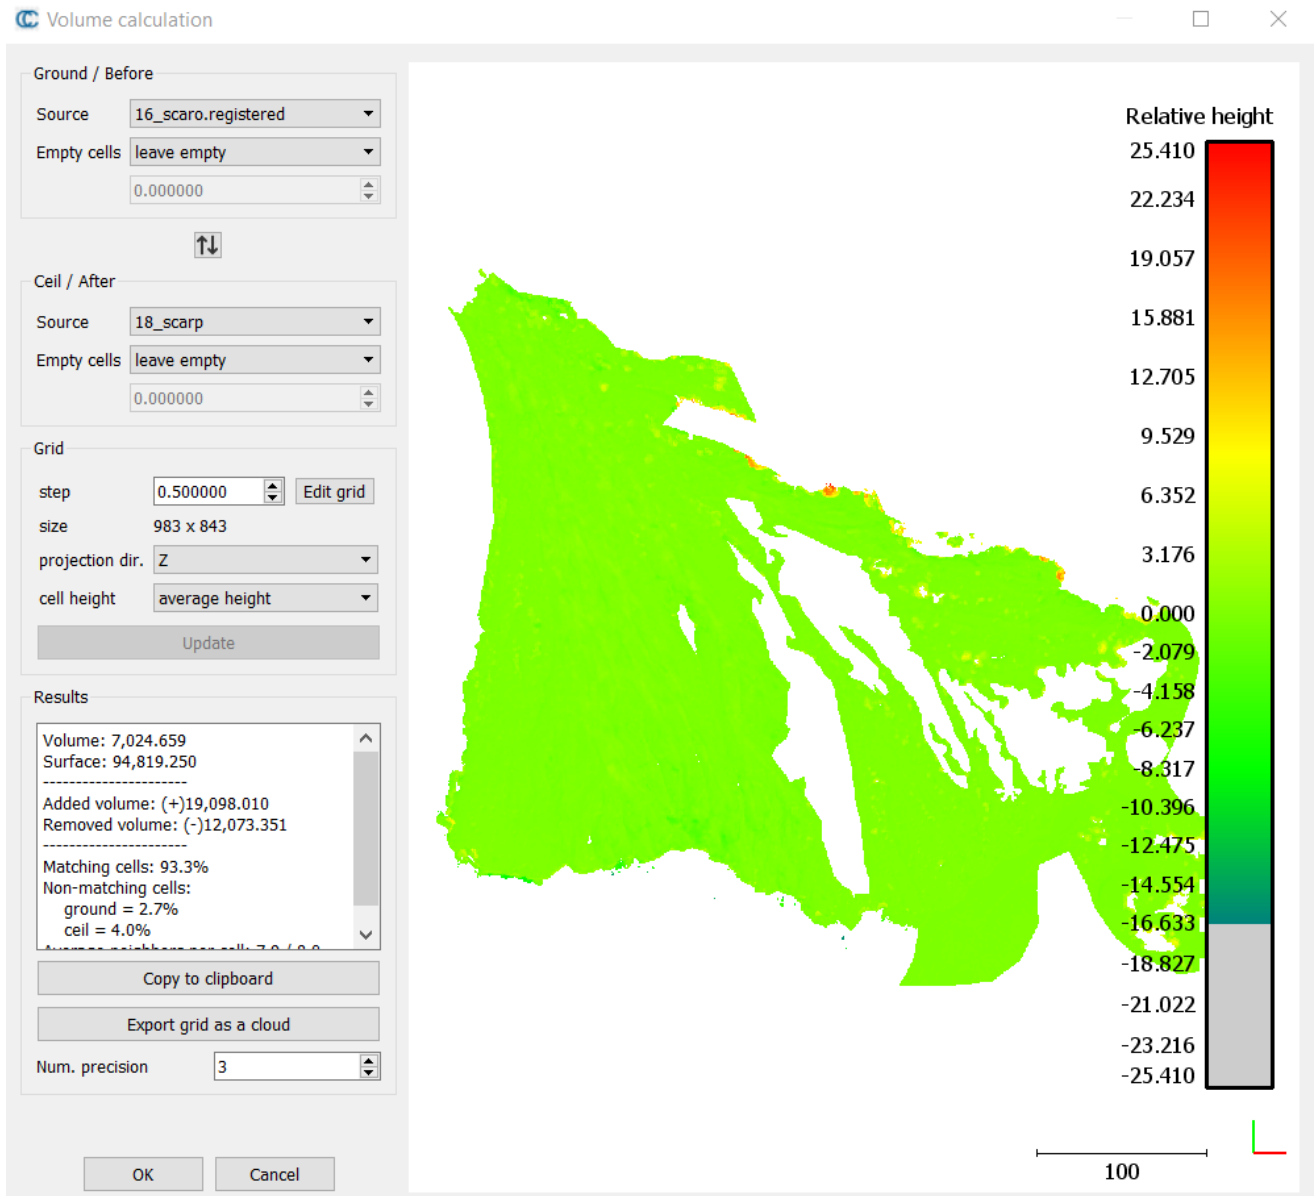 Volume calculation
Ground / Before
Source 16_scaro.registered
Empty cells leave empty
0.000000
Ceil / After
Source 18_scarp
Empty cells leave empty
0.000000
Grid
step 0.500000 Edit grid
size 983 x 843
projection dir. Z
cell height average height
Update
Results
Volume: 7,024.659
Surface: 94,819.250
----------------------
Added volume: (+)19,098.010
Removed volume: (-)12,073.351
----------------------
Matching cells: 93.3%
Non-matching cells:
ground = 2.7%
ceil = 4.0%
Copy to clipboard
Export grid as a cloud
Num. precision 3
OK Cancel
Relative height
25.410
22.234
19.057
15.881
12.705
9.529
6.352
3.176
0.000
-2.079
-4.158
-6.237
-8.317
-10.396
-12.475
-14.554
-16.633
-18.827
-21.022
-23.216
-25.410
100